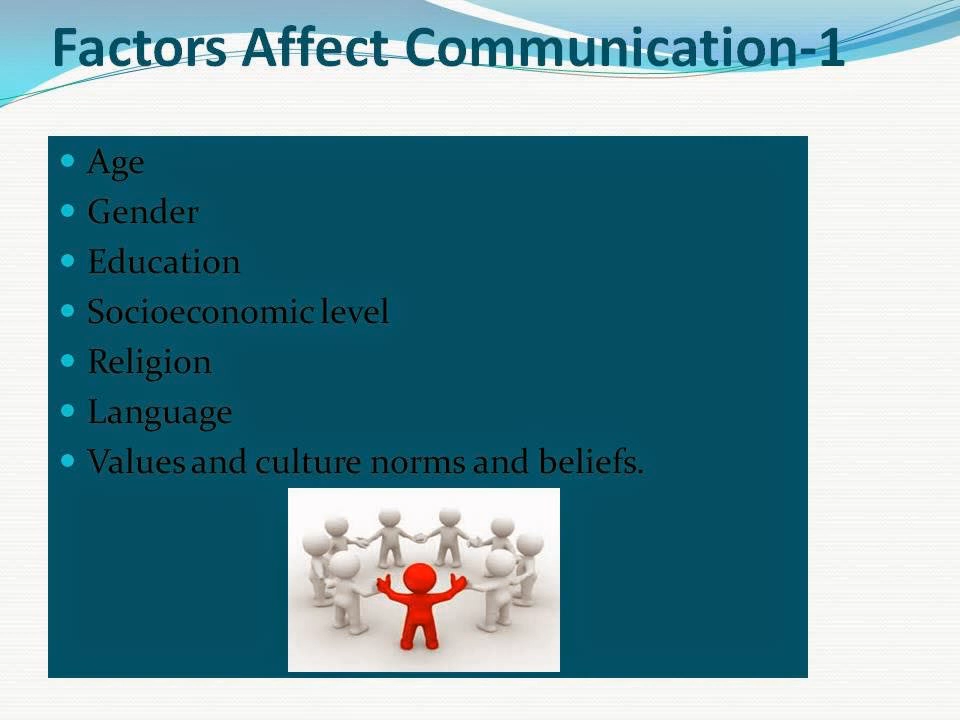 Factors Affect Communication-1
Age
Gender
Education
Socioeconomic level
Religion
Language
Values and culture norms and beliefs.